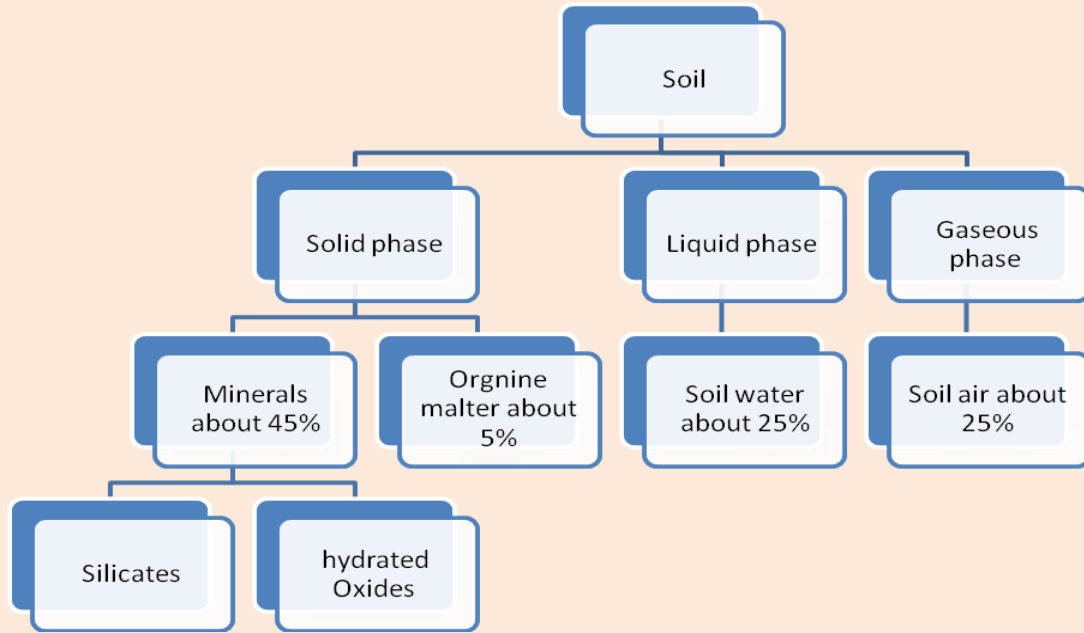 Soil
Solid phase
Liquid phase
Gaseous
phase
Minerals
about 45%
Orgnine
malter about
5%
Soil water
about 25%
Soil air about
25%
Silicates
hydrated
Oxides